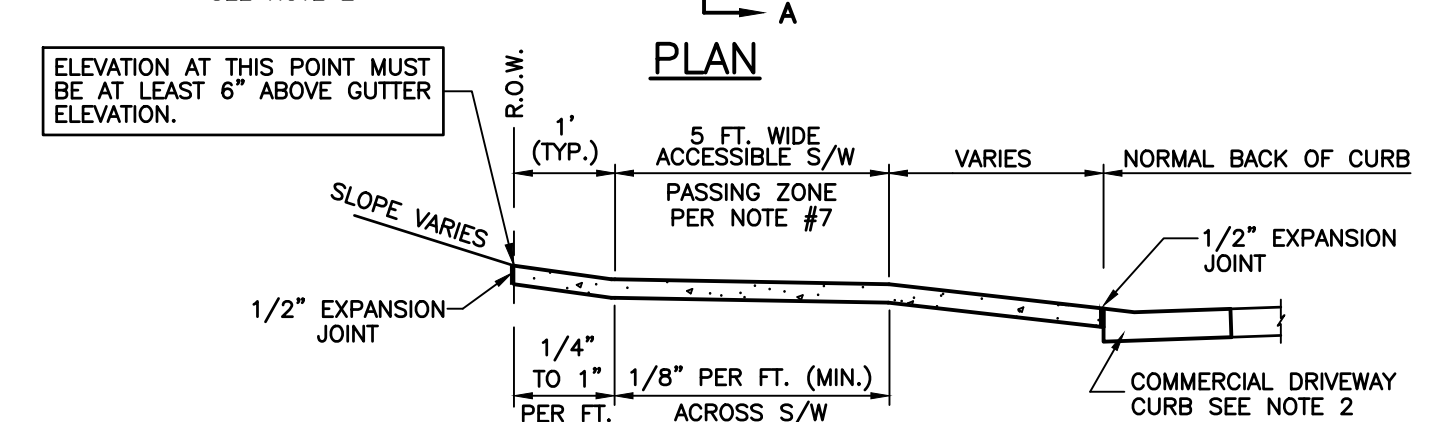 A
PLAN
ELEVATION AT THIS POINT MUST
BE AT LEAST 6" ABOVE GUTTER
ELEVATION.
R.O.W.
1'
(TYP.)
5 FT. WIDE
ACCESSIBLE S/W
PASSING ZONE
PER NOTE #7
VARIES
NORMAL BACK OF CURB
SLOPE VARIES
1/2" EXPANSION
JOINT
1/2" EXPANSION
JOINT
1/4"
TO 1"
PER FT.
1/8" PER FT. (MIN.)
ACROSS S/W
COMMERCIAL DRIVEWAY
CURB SEE NOTE 2